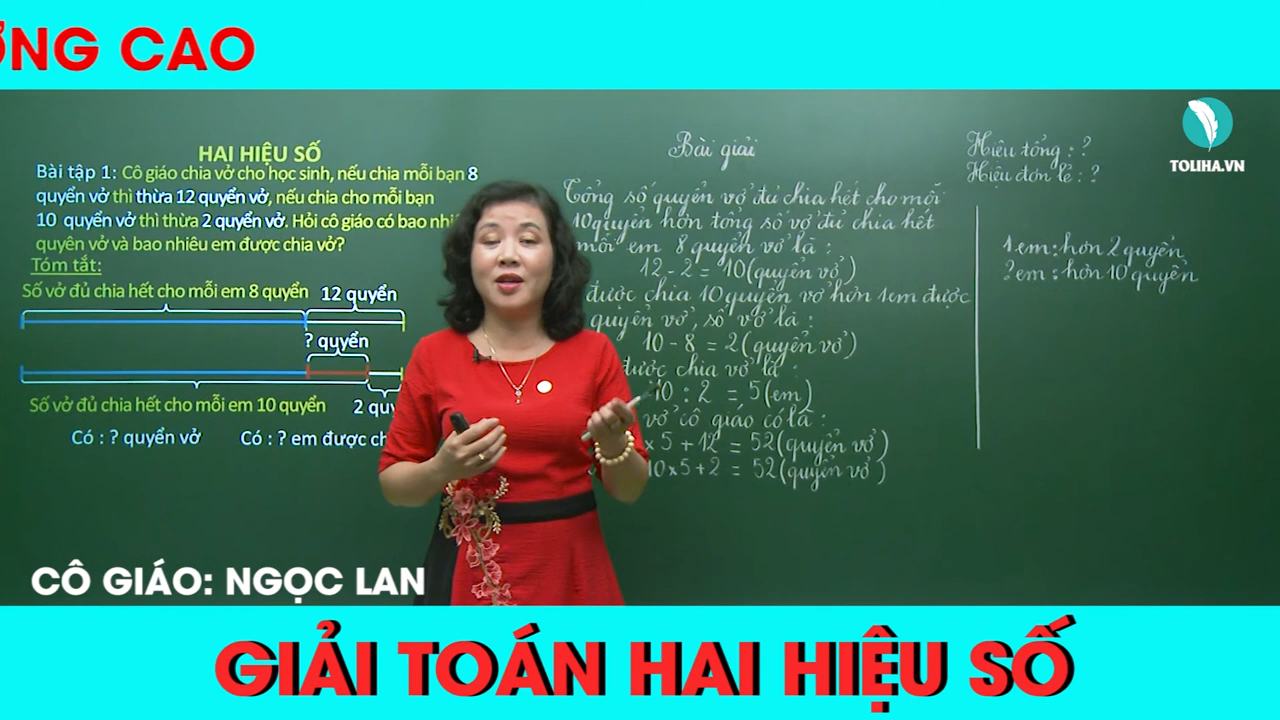 NG CAO
TOLIHA.VN
HAI HIỆU SỐ
Bài tập 1: Cô giáo chia vở cho học sinh, nếu chia mỗi bạn 8
quyển vở thì thừa 12 quyển vở, nếu chia cho mỗi bạn
10 quyển vở thì thừa 2 quyển vở. Hỏi cô giáo có bao
quyên vở và bao nhiêu em được chia vở?
Tóm tắt:
Số vở đủ chia hết cho mỗi em 8 quyển
12 quyển
? quyển
Số vở đủ chia hết cho mỗi em 10 quyển
2
Có : ? quyển vở
Có : ? em được
Bài giải
Tổng số quyển vở đủ chia hết cho mỗi
10 quyển hơn tổng số vở đủ chia hết
mỗi em 8 quyển vở là :
12 - 2 = 10 (quyển vở)
được chia 10 quyển vở hơn 1 em được
quyển vở, số vở là :
10 - 8 = 2 (quyển vở)
được chia vở là :
10 : 2 = 5 (em)
vở cô giáo có là :
x 5 + 12 = 52 (quyển vở)
10 x 5 + 2 = 52 (quyển vở)
Hiệu tổng : ?
Hiệu đơn lẻ : ?
1 em : hơn 2 quyển
? em : hơn 10 quyển
CÔ GIÁO: NGỌC LAN
GIẢI TOÁN HAI HIỆU SỐ